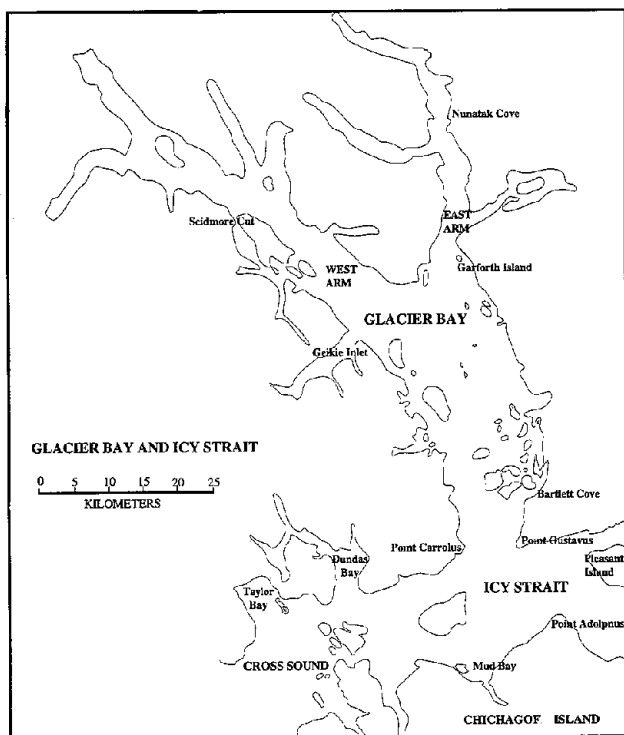 Nunatak Cove
Scidmore Cut
EAST
ARM
WEST
ARM
Garforth Island
GLACIER BAY
Geikie Inlet
GLACIER BAY AND ICY STRAIT
0 5 10 15 20 25
KILOMETERS
Bartlett Cove
Point Carrolus
Point Gustavus
Dundas
Bay
Pleasant
Island
Taylor
Bay
ICY STRAIT
Point Adolpnus
CROSS SOUND
Mud Bay
CHICHAGOF ISLAND